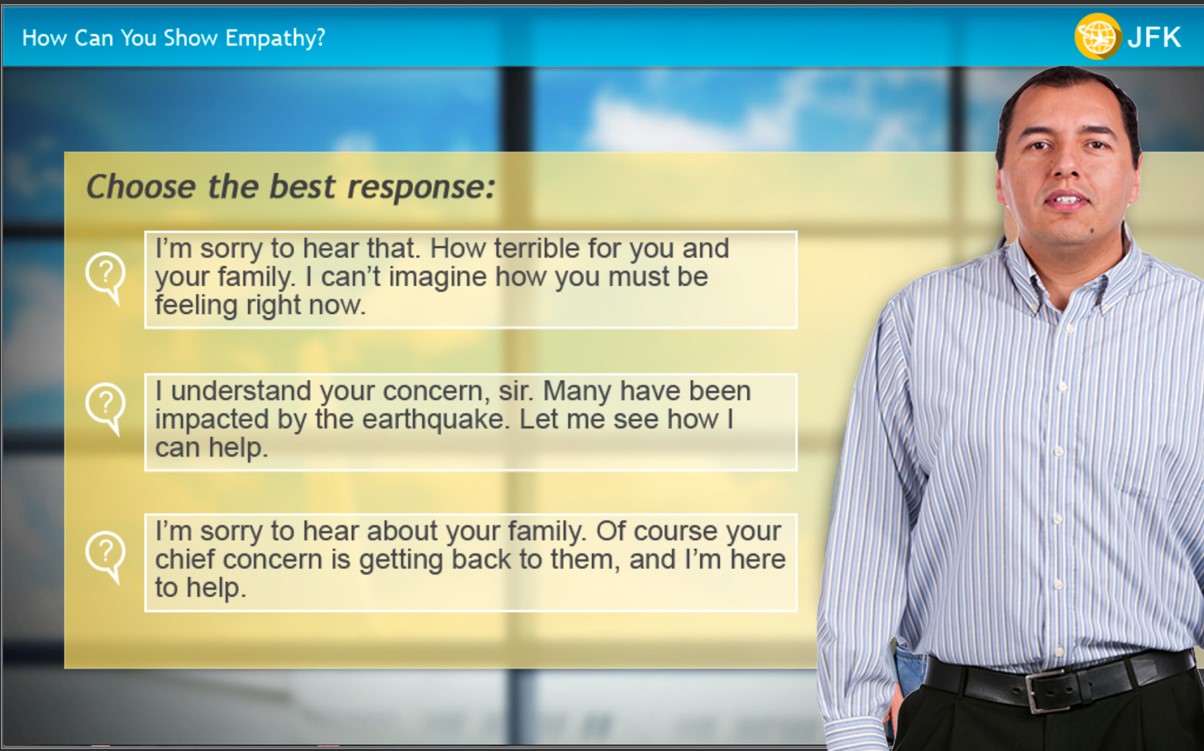 How Can You Show Empathy?
JFK
Choose the best response:
I'm sorry to hear that. How terrible for you and
your family. I can't imagine how you must be
feeling right now.
I understand your concern, sir. Many have been
impacted by the earthquake. Let me see how I
can help.
I'm sorry to hear about your family. Of course your
chief concern is getting back to them, and I'm here
to help.